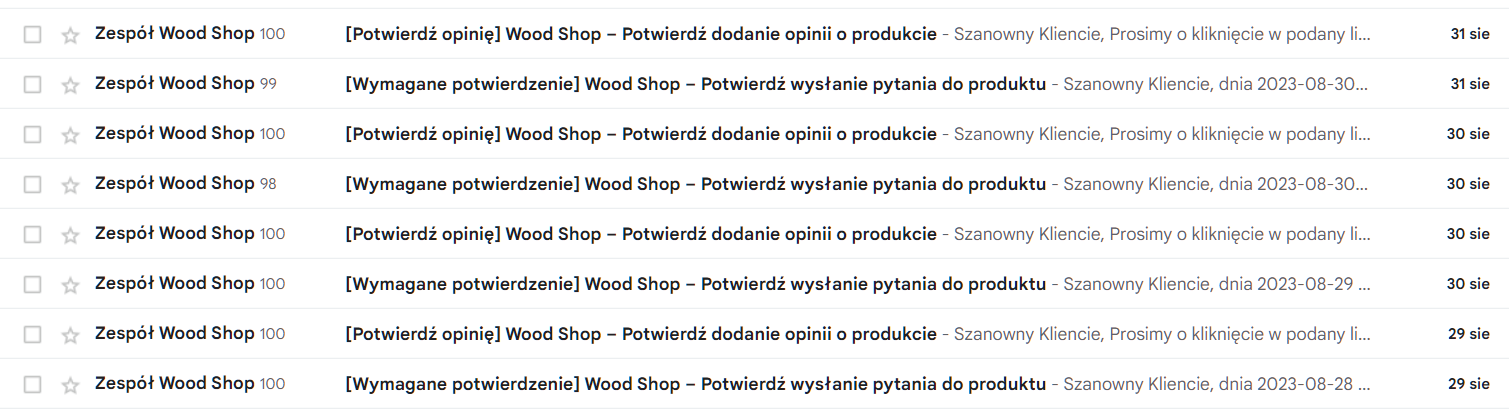 Zespół Wood Shop 100 [Potwierdź opinię] Wood Shop – Potwierdź dodanie opinii o produkcie - Szanowny Kliencie, Prosimy o kliknięcie w podany li... 31 sie
Zespół Wood Shop 99 [Wymagane potwierdzenie] Wood Shop – Potwierdź wysłanie pytania do produktu - Szanowny Kliencie, dnia 2023-08-30... 31 sie
Zespół Wood Shop 100 [Potwierdź opinię] Wood Shop – Potwierdź dodanie opinii o produkcie - Szanowny Kliencie, Prosimy o kliknięcie w podany li... 30 sie
Zespół Wood Shop 98 [Wymagane potwierdzenie] Wood Shop – Potwierdź wysłanie pytania do produktu - Szanowny Kliencie, dnia 2023-08-30... 30 sie
Zespół Wood Shop 100 [Potwierdź opinię] Wood Shop – Potwierdź dodanie opinii o produkcie - Szanowny Kliencie, Prosimy o kliknięcie w podany li... 30 sie
Zespół Wood Shop 100 [Wymagane potwierdzenie] Wood Shop – Potwierdź wysłanie pytania do produktu - Szanowny Kliencie, dnia 2023-08-29 ... 30 sie
Zespół Wood Shop 100 [Potwierdź opinię] Wood Shop – Potwierdź dodanie opinii o produkcie - Szanowny Kliencie, Prosimy o kliknięcie w podany li... 29 sie
Zespół Wood Shop 100 [Wymagane potwierdzenie] Wood Shop – Potwierdź wysłanie pytania do produktu - Szanowny Kliencie, dnia 2023-08-28 ... 29 sie